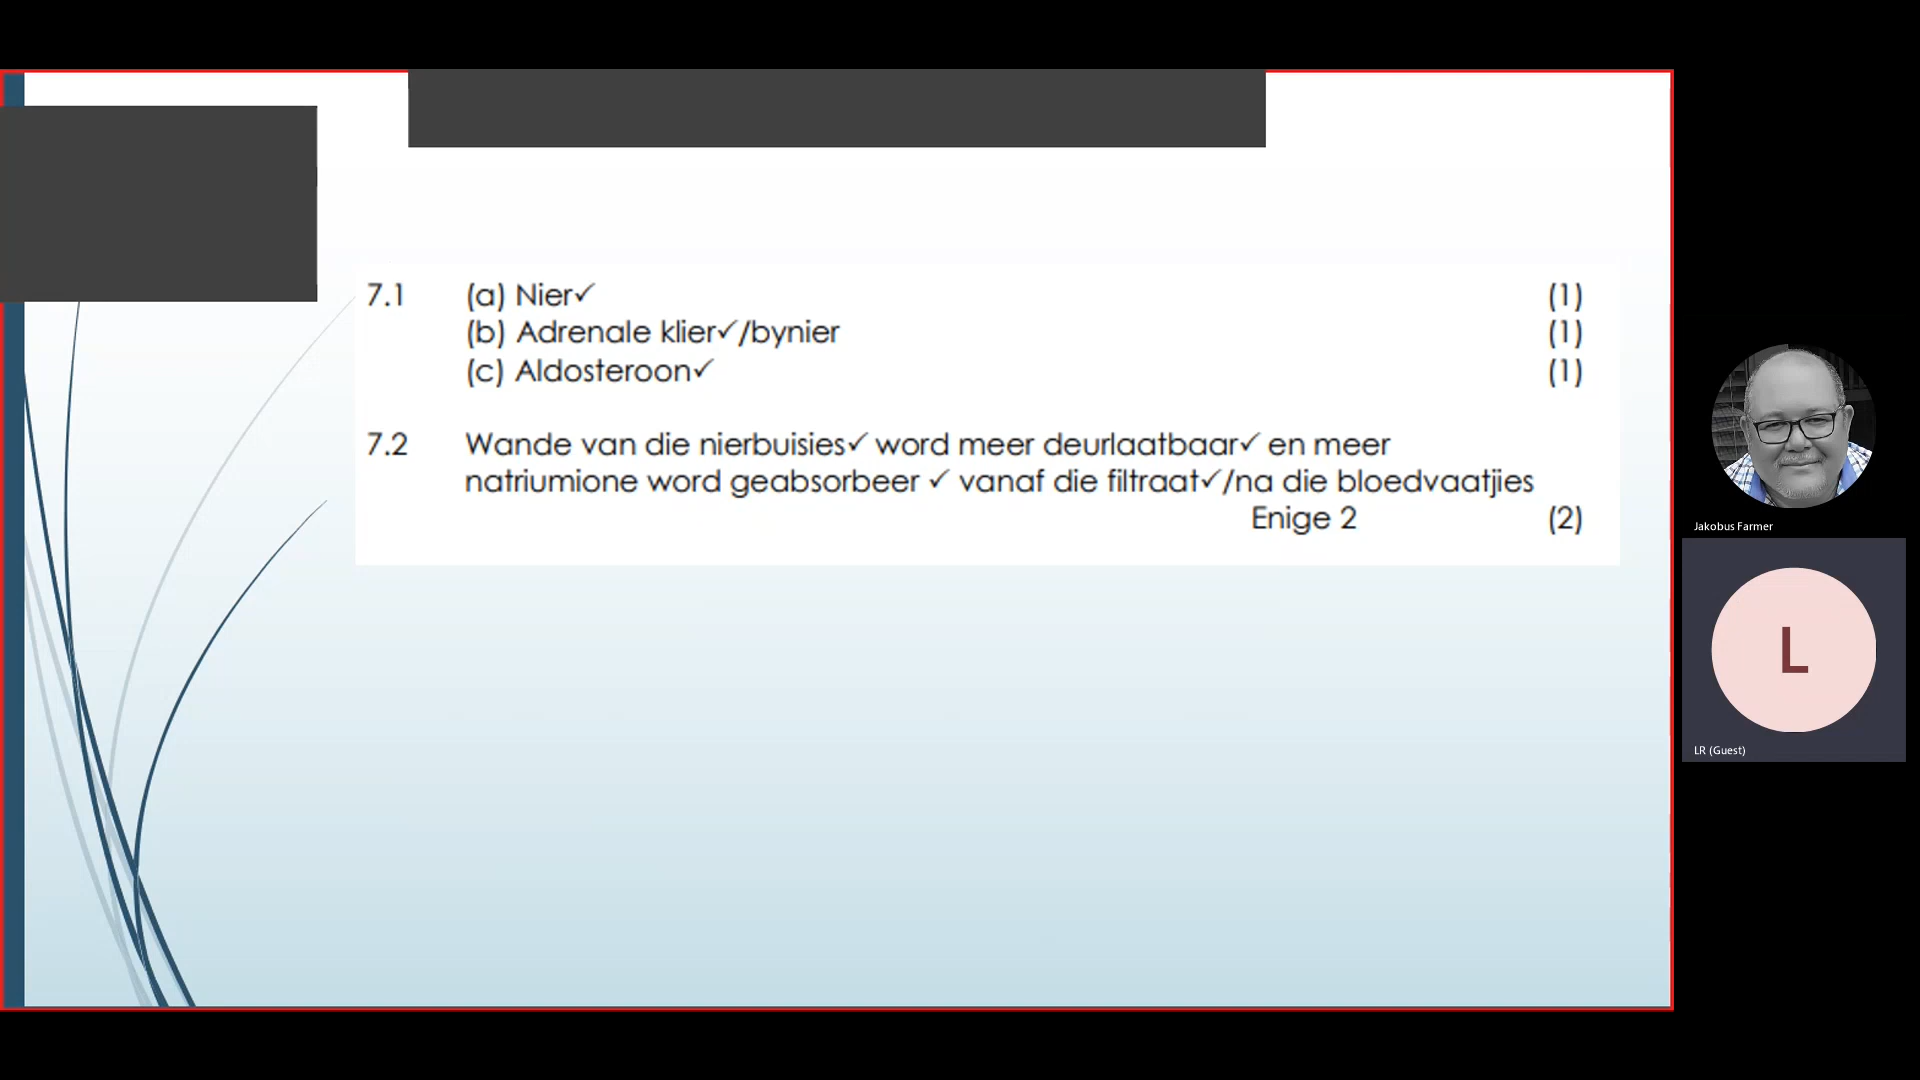 7.1 (a) Nier✓ (1)
(b) Adrenale klier✓/bynier (1)
(c) Aldosteroon✓ (1)
7.2 Wande van die nierbuisies✓ word meer deurlaatbaar✓ en meer
natriumione word geabsorbeer ✓ vanaf die filtraat✓/na die bloedvaatjies
Enige 2 (2)
Jakobus Farmer
L
LR (Guest)